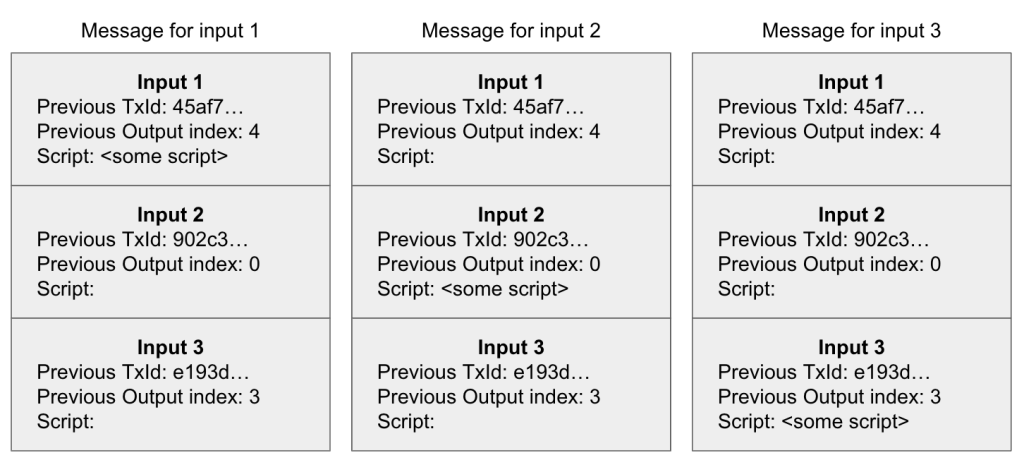 Message for input 1
Input 1
Previous TxId: 45af7…
Previous Output index: 4
Script: <some script>
Input 2
Previous TxId: 902c3…
Previous Output index: 0
Script:
Input 3
Previous TxId: e193d…
Previous Output index: 3
Script:
Message for input 2
Input 1
Previous TxId: 45af7…
Previous Output index: 4
Script:
Input 2
Previous TxId: 902c3…
Previous Output index: 0
Script: <some script>
Input 3
Previous TxId: e193d…
Previous Output index: 3
Script:
Message for input 3
Input 1
Previous TxId: 45af7…
Previous Output index: 4
Script:
Input 2
Previous TxId: 902c3…
Previous Output index: 0
Script:
Input 3
Previous TxId: e193d…
Previous Output index: 3
Script: <some script>